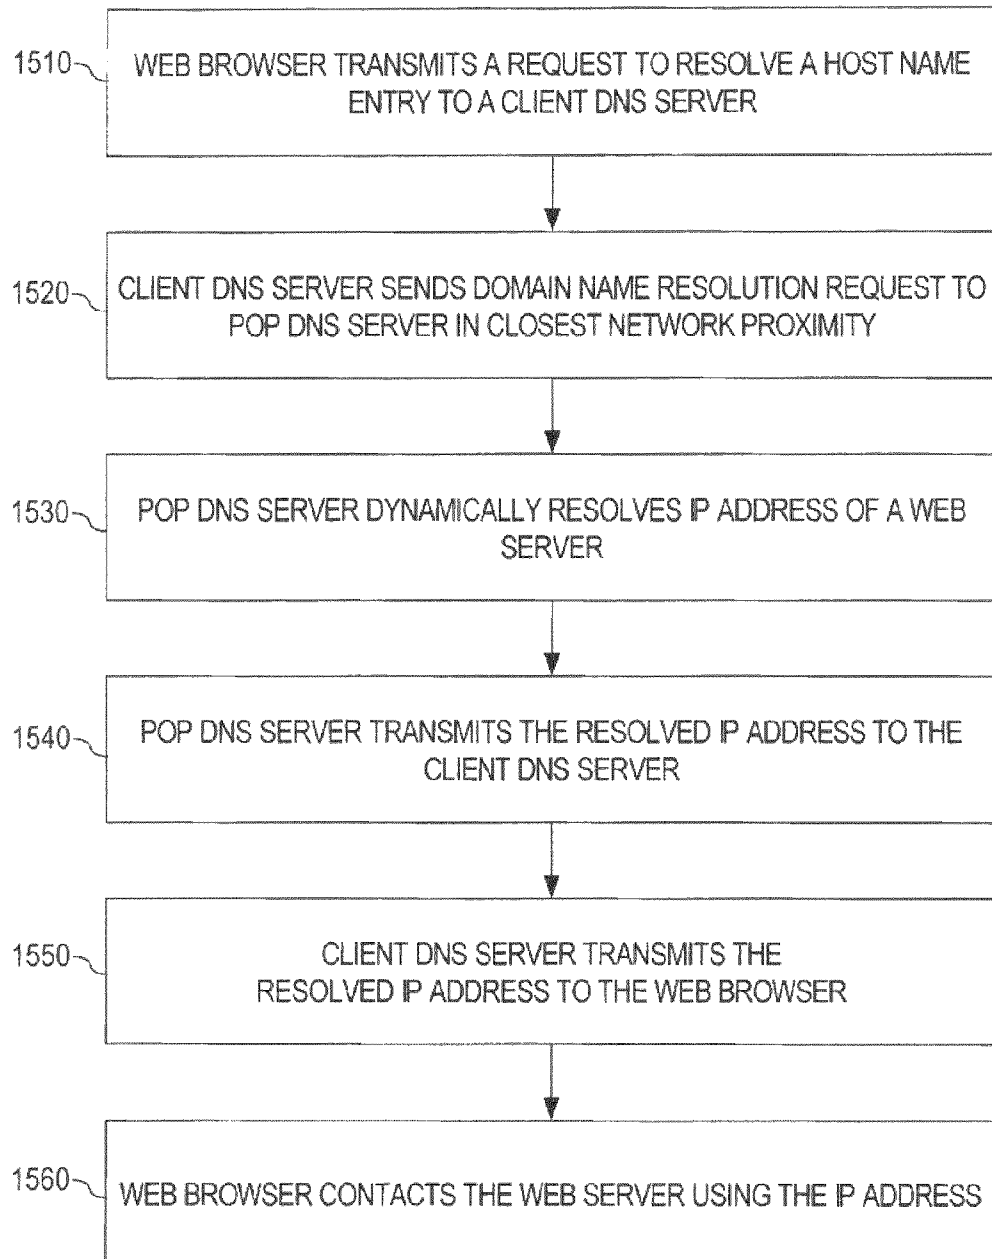 1510
WEB BROWSER TRANSMITS A REQUEST TO RESOLVE A HOST NAME
ENTRY TO A CLIENT DNS SERVER
1520
CLIENT DNS SERVER SENDS DOMAIN NAME RESOLUTION REQUEST TO
POP DNS SERVER IN CLOSEST NETWORK PROXIMITY
1530
POP DNS SERVER DYNAMICALLY RESOLVES IP ADDRESS OF A WEB
SERVER
1540
POP DNS SERVER TRANSMITS THE RESOLVED IP ADDRESS TO THE
CLIENT DNS SERVER
1550
CLIENT DNS SERVER TRANSMITS THE
RESOLVED IP ADDRESS TO THE WEB BROWSER
1560
WEB BROWSER CONTACTS THE WEB SERVER USING THE IP ADDRESS